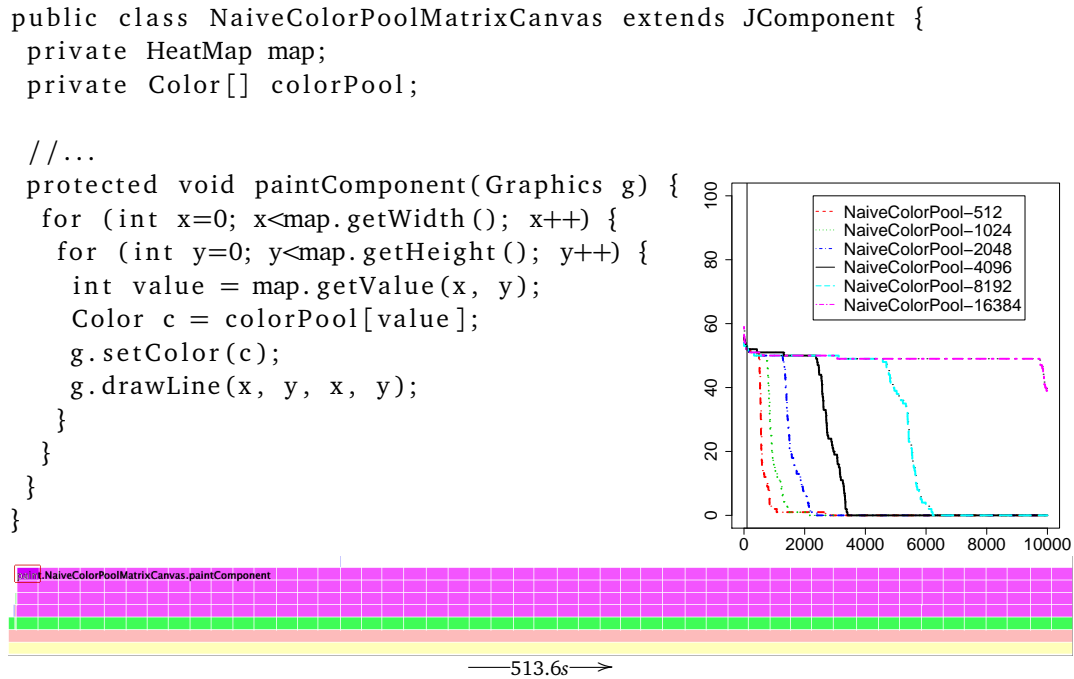 public class NaiveColorPoolMatrixCanvas extends JComponent {
private HeatMap map;
private Color[] colorPool;
//...
protected void paintComponent(Graphics g) {
for (int x=0; x<map.getWidth(); x++) {
for (int y=0; y<map.getHeight(); y++) {
int value = map.getValue(x, y);
Color c = colorPool[value];
g.setColor(c);
g.drawLine(x, y, x, y);
}
}
}
}
100
80
60
40
20
0
NaiveColorPool−512
NaiveColorPool−1024
NaiveColorPool−2048
NaiveColorPool−4096
NaiveColorPool−8192
NaiveColorPool−16384
0 2000 4000 6000 8000 10000
.NaiveColorPoolMatrixCanvas.paintComponent
513.6s